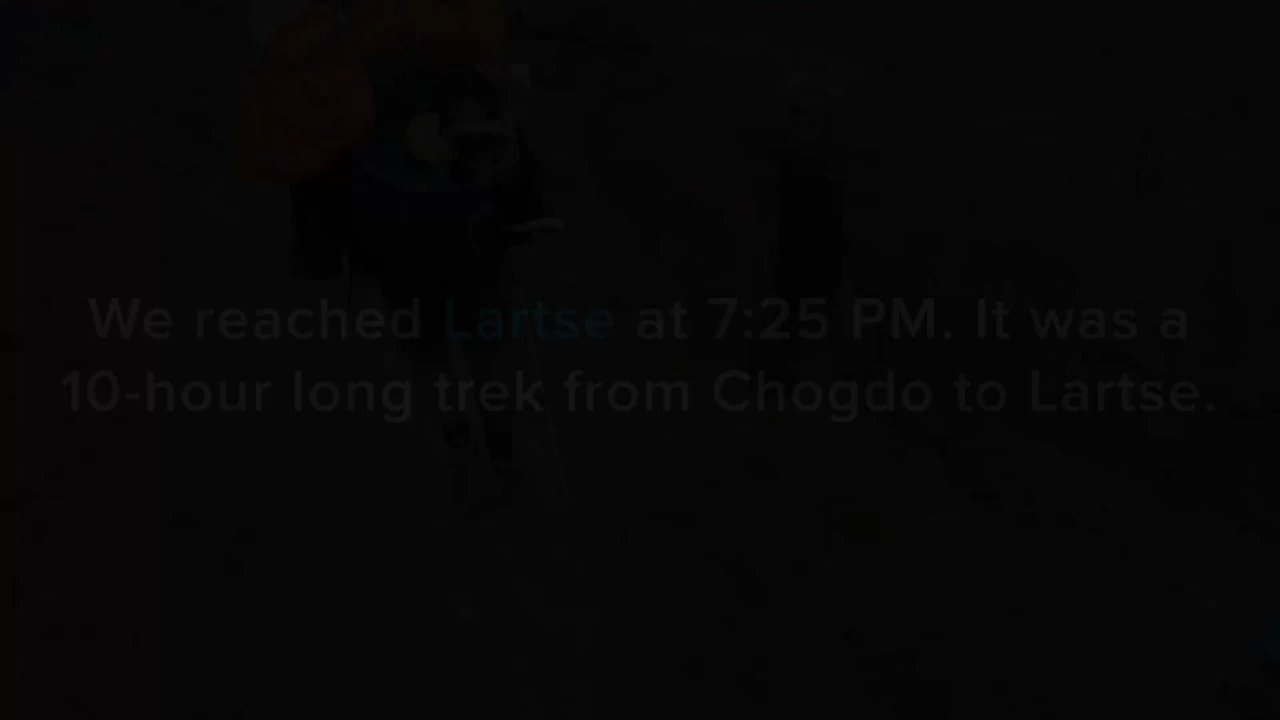 We reached Lartse at 7:25 PM. It was a
10-hour long trek from Chogdo to Lartse.